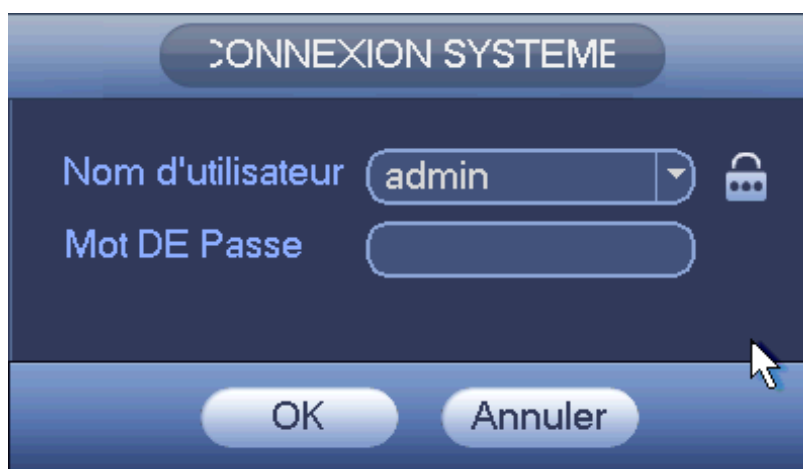 CONNEXION SYSTEME
Nom d'utilisateur admin
Mot DE Passe
OK Annuler